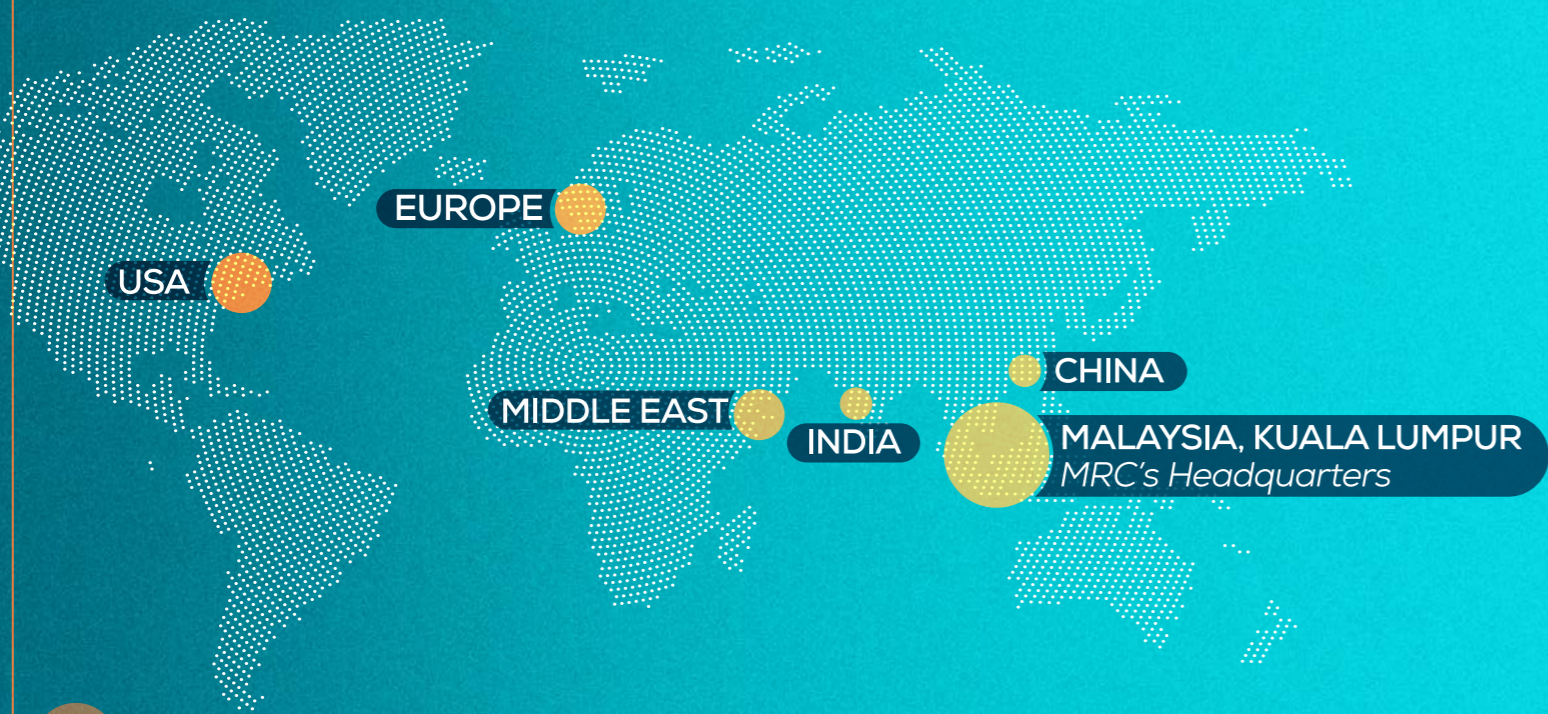 EUROPE
USA
CHINA
MIDDLE EAST
INDIA
MALAYSIA, KUALA LUMPUR
MRC’s Headquarters